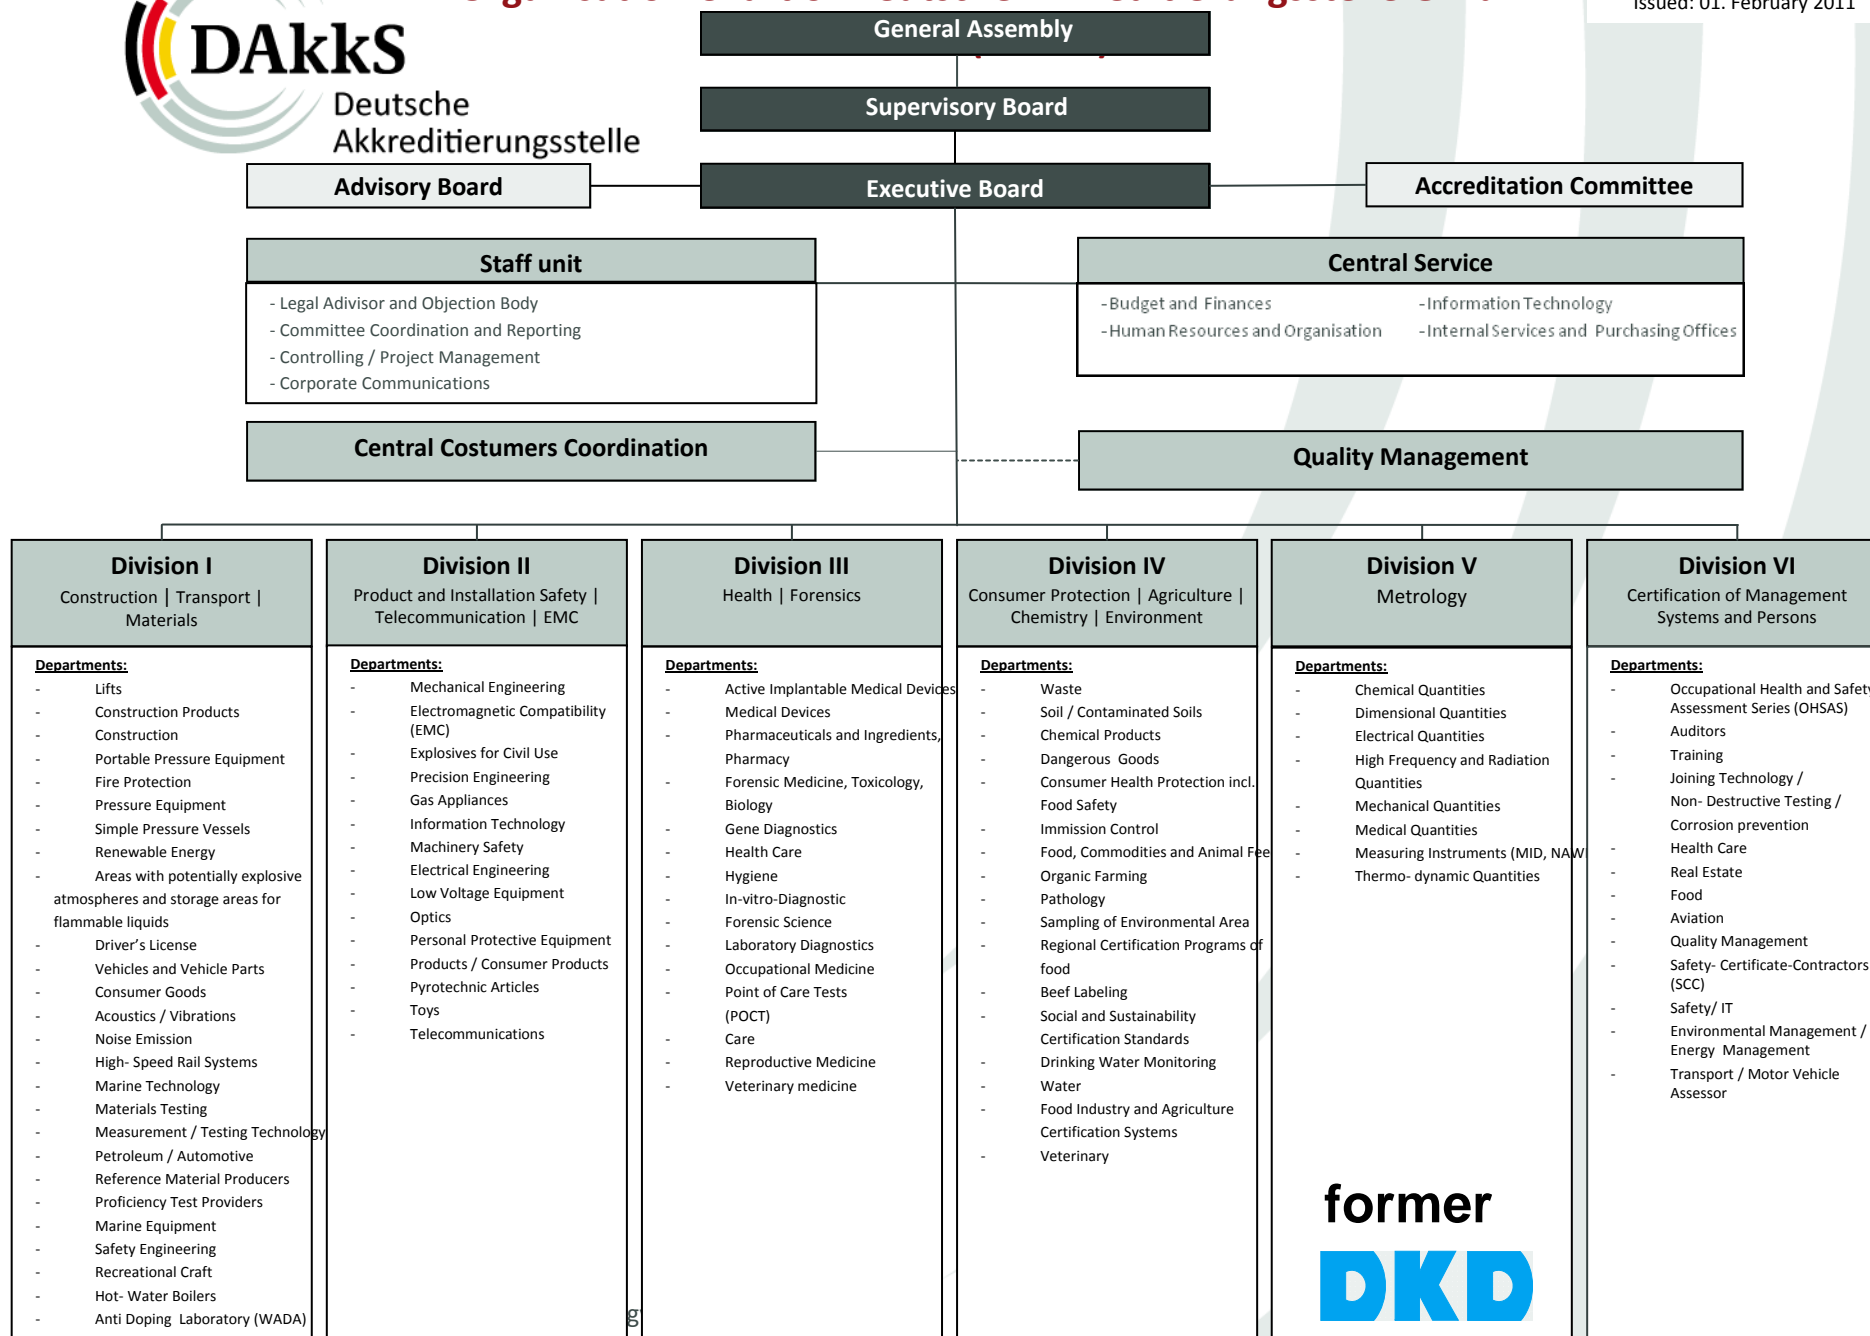 Issued: 01. February 2011
DAkkS
Deutsche
Akkreditierungsstelle
General Assembly
Supervisory Board
Advisory Board
Executive Board
Accreditation Committee
Staff unit
- Legal Adivisor and Objection Body
- Committee Coordination and Reporting
- Controlling / Project Management
- Corporate Communications
Central Service
-Budget and Finances
-Human Resources and Organisation
-Information Technology
-Internal Services and Purchasing Offices
Central Costumers Coordination
Quality Management
Division I
Construction | Transport |
Materials
Departments:
- Lifts
- Construction Products
- Construction
- Portable Pressure Equipment
- Fire Protection
- Pressure Equipment
- Simple Pressure Vessels
- Renewable Energy
- Areas with potentially explosive
atmospheres and storage areas for
flammable liquids
- Driver's License
- Vehicles and Vehicle Parts
- Consumer Goods
- Acoustics / Vibrations
- Noise Emission
- High- Speed Rail Systems
- Marine Technology
- Materials Testing
- Measurement / Testing Technology
- Petroleum / Automotive
- Reference Material Producers
- Proficiency Test Providers
- Marine Equipment
- Safety Engineering
- Recreational Craft
- Hot- Water Boilers
- Anti Doping Laboratory (WADA)
Division II
Product and Installation Safety |
Telecommunication | EMC
Departments:
- Mechanical Engineering
- Electromagnetic Compatibility
(EMC)
- Explosives for Civil Use
- Precision Engineering
- Gas Appliances
- Information Technology
- Machinery Safety
- Electrical Engineering
- Low Voltage Equipment
- Optics
- Personal Protective Equipment
- Products / Consumer Products
- Pyrotechnic Articles
- Toys
- Telecommunications
Division III
Health | Forensics
Departments:
- Active Implantable Medical Devices
- Medical Devices
- Pharmaceuticals and Ingredients,
Pharmacy
- Forensic Medicine, Toxicology,
Biology
- Gene Diagnostics
- Health Care
- Hygiene
- In-vitro-Diagnostic
- Forensic Science
- Laboratory Diagnostics
- Occupational Medicine
- Point of Care Tests
(POCT)
- Care
- Reproductive Medicine
- Veterinary medicine
Division IV
Consumer Protection | Agriculture |
Chemistry | Environment
Departments:
- Waste
- Soil / Contaminated Soils
- Chemical Products
- Dangerous Goods
- Consumer Health Protection incl.
Food Safety
- Immission Control
- Food, Commodities and Animal Fee
- Organic Farming
- Pathology
- Sampling of Environmental Area
- Regional Certification Programs of
food
- Beef Labeling
- Social and Sustainability
Certification Standards
- Drinking Water Monitoring
- Water
- Food Industry and Agriculture
Certification Systems
- Veterinary
Division V
Metrology
Departments:
- Chemical Quantities
- Dimensional Quantities
- Electrical Quantities
- High Frequency and Radiation
Quantities
- Mechanical Quantities
- Medical Quantities
- Measuring Instruments (MID, NAW
- Thermo- dynamic Quantities
former
DKD
Division VI
Certification of Management
Systems and Persons
Departments:
- Occupational Health and Safety
Assessment Series (OHSAS)
- Auditors
- Training
- Joining Technology /
Non- Destructive Testing /
Corrosion prevention
- Health Care
- Real Estate
- Food
- Aviation
- Quality Management
- Safety- Certificate-Contractors
(SCC)
- Safety/ IT
- Environmental Management /
Energy Management
- Transport / Motor Vehicle
Assessor